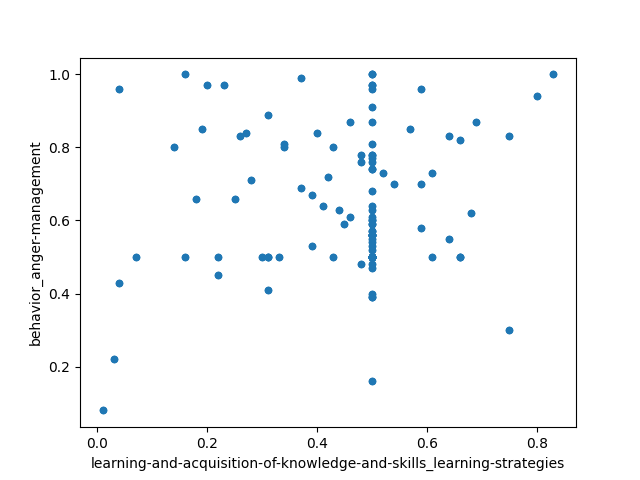 1.0
0.8
0.6
0.4
0.2
behavior_anger-management
0.0 0.2 0.4 0.6 0.8
learning-and-acquisition-of-knowledge-and-skills_learning-strategies